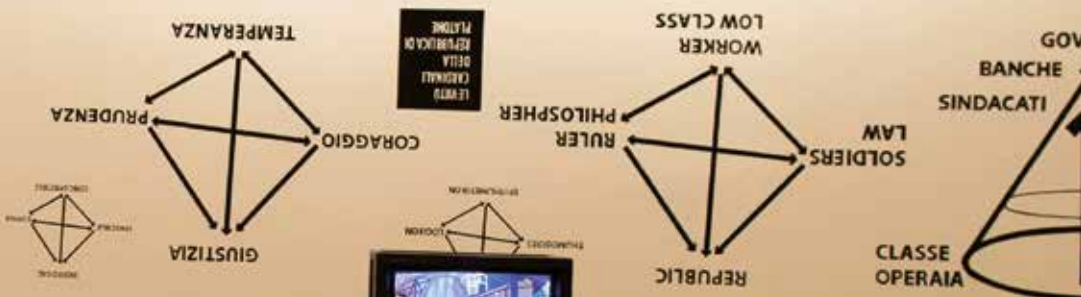 TEMPERANZA
PRUDENZA
CORAGGIO
GIUSTIZIA
LE VIRTÙ
CARDINALI
DELLA
REPUBBLICA DI
PLATONE
WORKER
LOW CLASS
RULER
PHILOSPHER
SOLDIERS
LAW
REPUBLIC
GOV
BANCHE
SINDACATI
CLASSE
OPERAIA